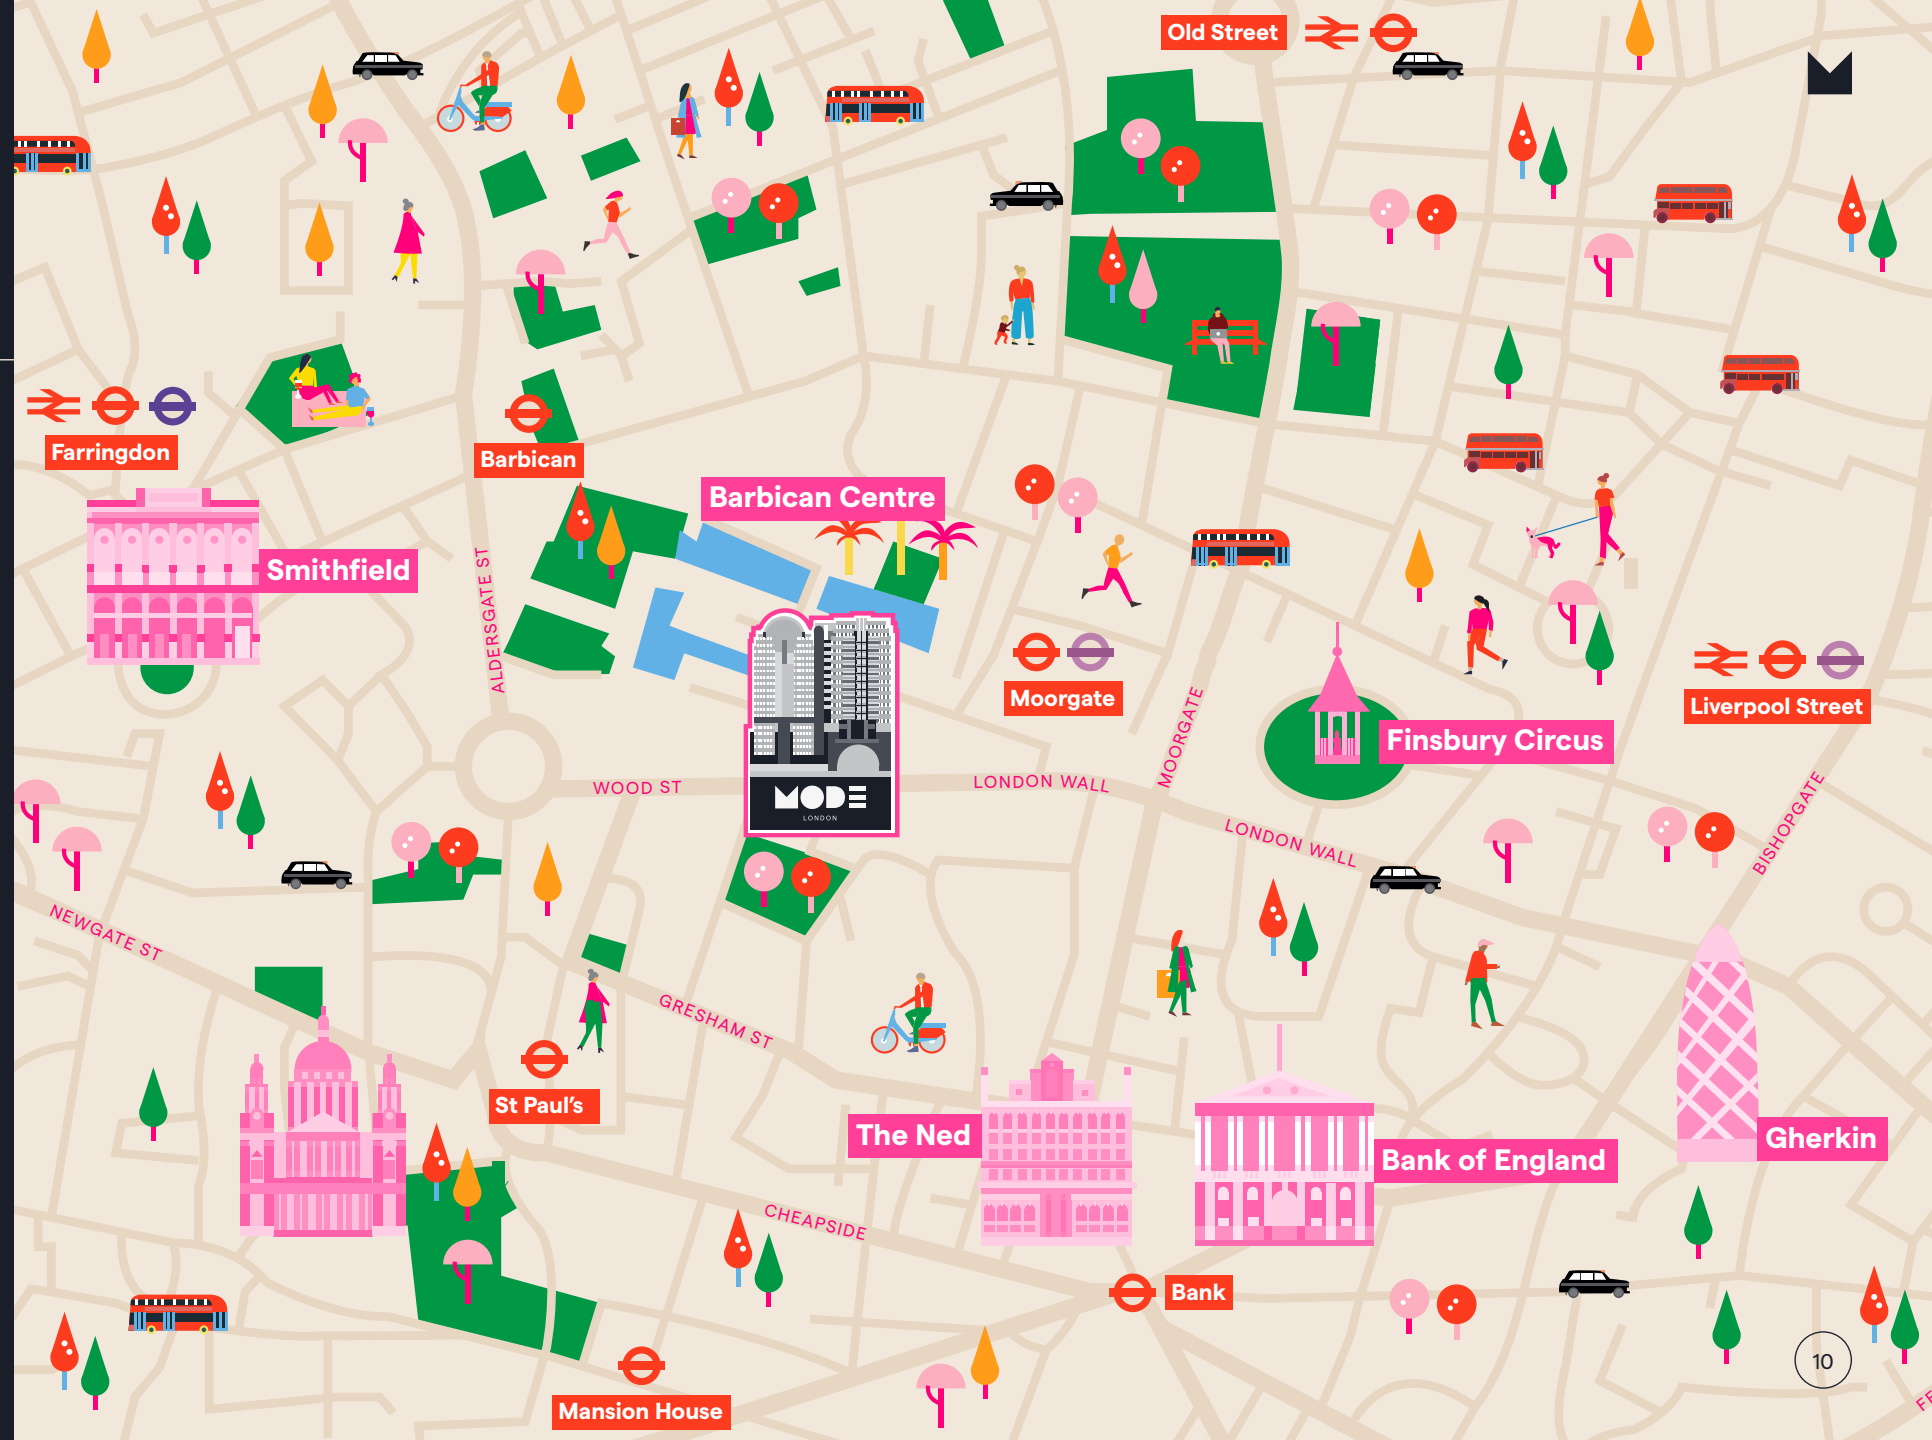 Old Street
Farringdon
Barbican
Barbican Centre
Smithfield
ALDERSGATE ST
Moorgate
Liverpool Street
MOORGATE
Finsbury Circus
WOOD ST
MODE
LONDON
LONDON WALL
LONDON WALL
BISHOPGATE
NEWGATE ST
GRESHAM ST
St Paul's
The Ned
Bank of England
Gherkin
CHEAPSIDE
Bank
Mansion House
10